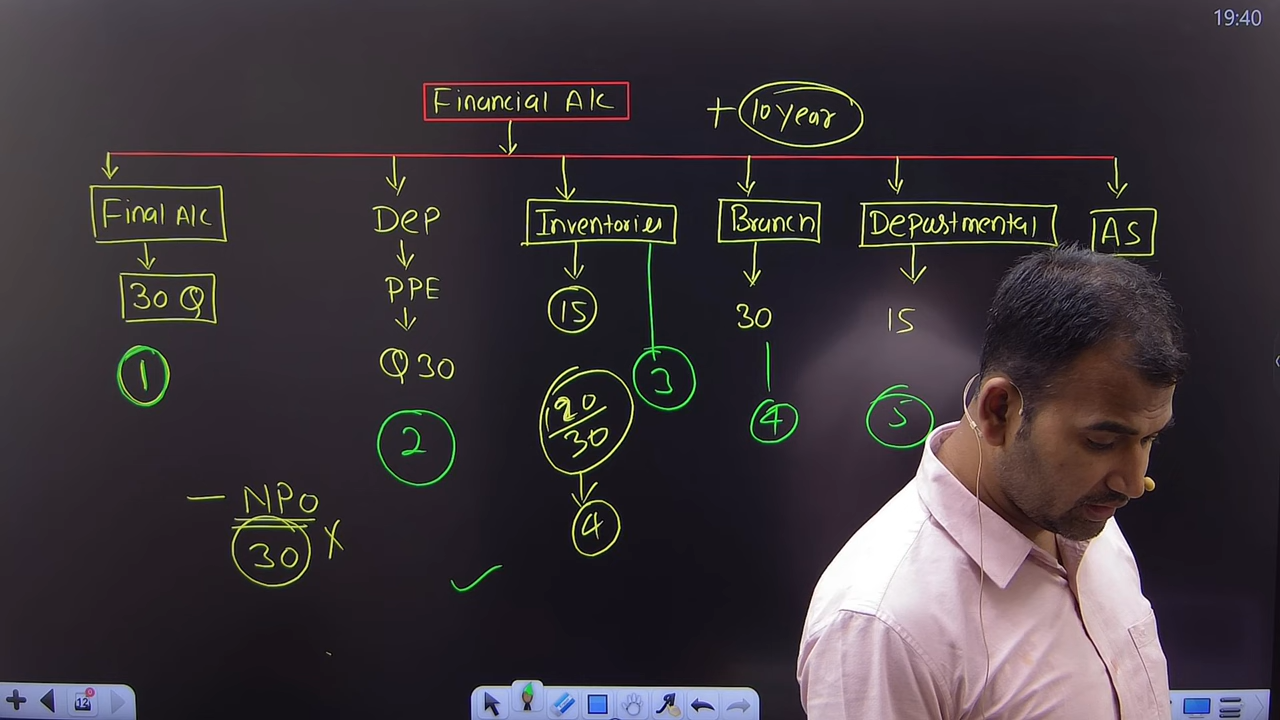 19:40
Financial A/c
+ 10 year
Final A/c
Dep
Inventories
Branch
Departmental
AS
30 Q
PPE
15
30
15
Q 30
1
2
3
20/30
4
5
4
- NPO
30 X
12